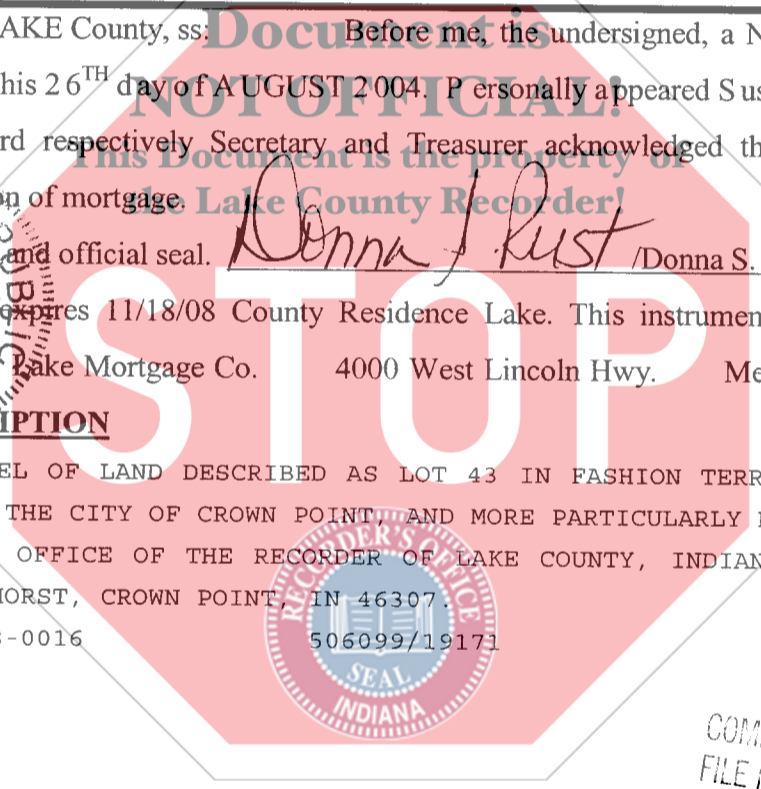 AKE County, ss: Before me, the undersigned, a N
his 26TH day of AUGUST 2004. Personally appeared Sus
rd respectively Secretary and Treasurer acknowledged th
on of mortgage.
and official seal. Donna S. Rust /Donna S.
expires 11/18/08 County Residence Lake. This instrumen
Lake Mortgage Co. 4000 West Lincoln Hwy. Me
IPTION
EL OF LAND DESCRIBED AS LOT 43 IN FASHION TERR
THE CITY OF CROWN POINT, AND MORE PARTICULARLY
OFFICE OF THE RECORDER OF LAKE COUNTY, INDIAN
HORST, CROWN POINT, IN 46307.
-0016 506099/19171
Document is
NOT OFFICIAL!
This Document is the property of
the Lake County Recorder!
STOP
RECORDER'S OFFICE
SEAL
INDIANA
COM
FILE